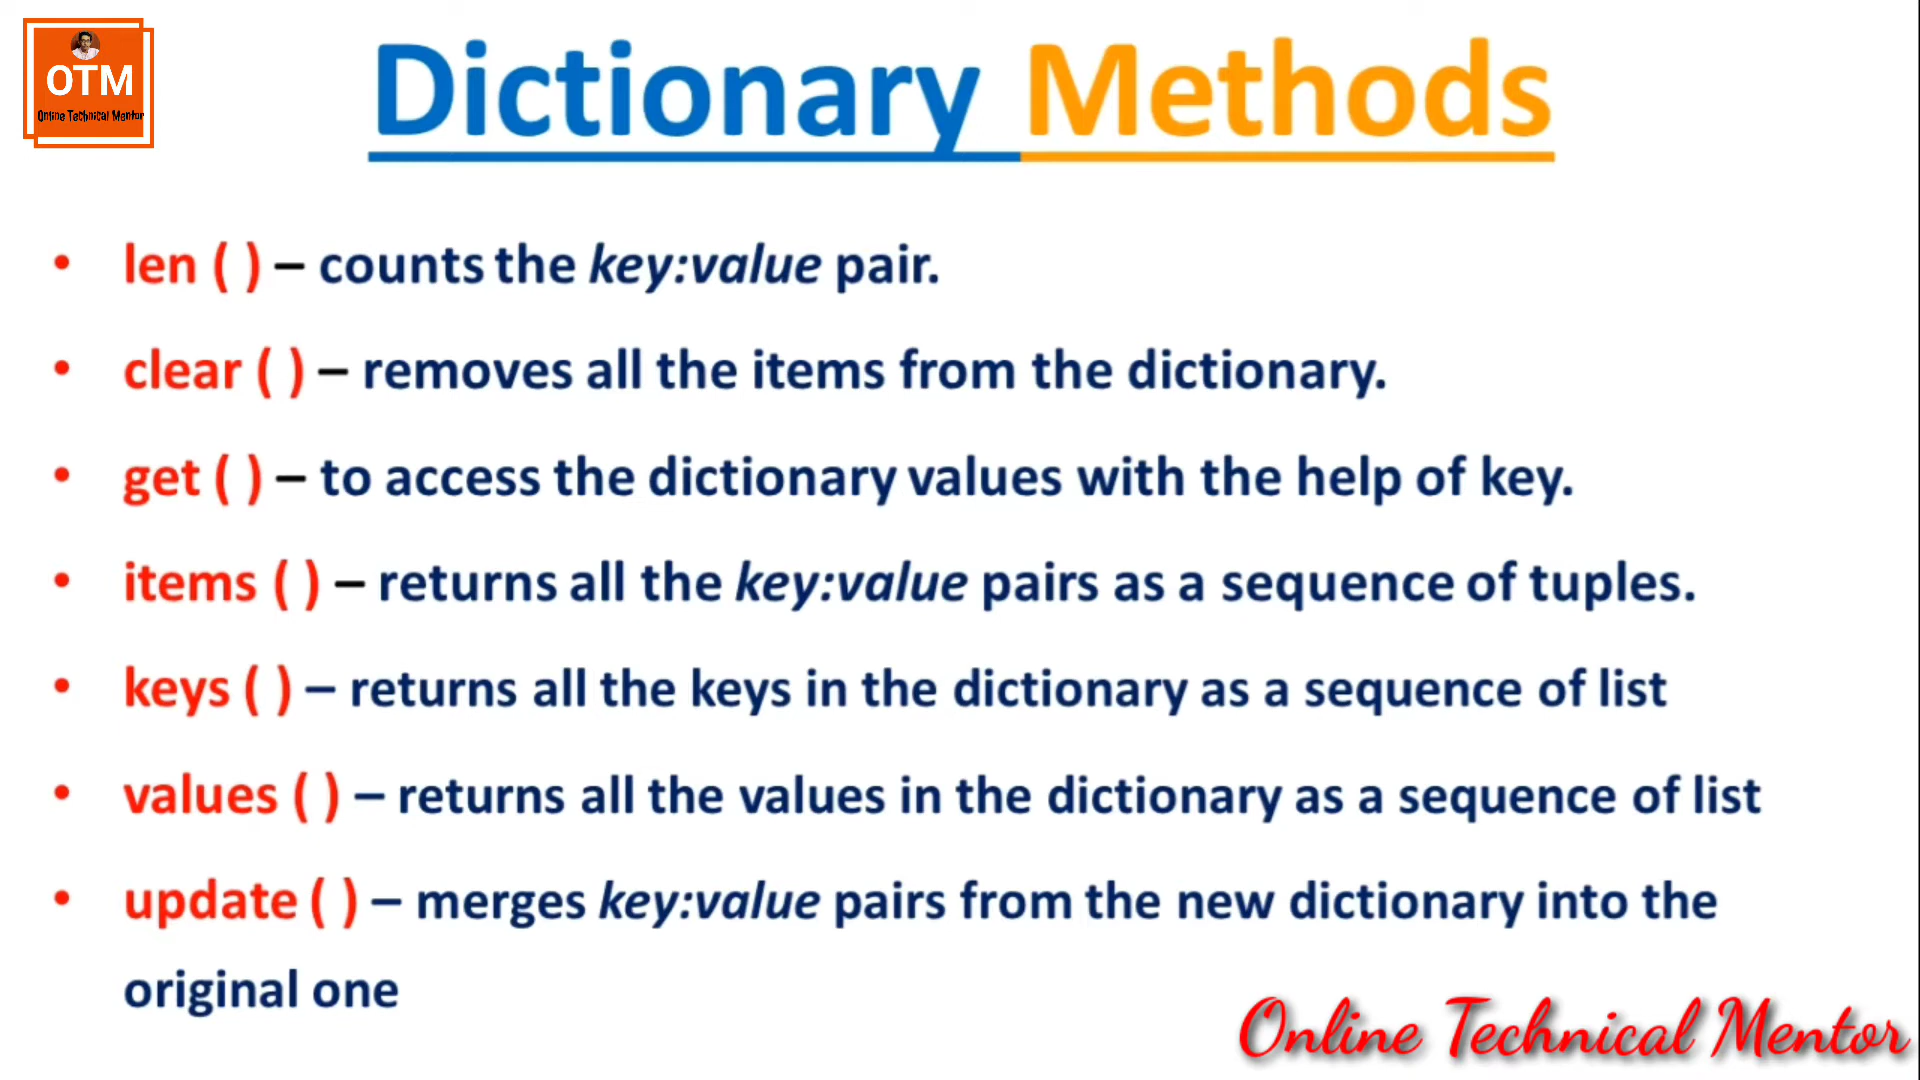 OTM
Online Technical Mentor
Dictionary Methods
• len ( ) – counts the key:value pair.
• clear ( ) – removes all the items from the dictionary.
• get ( ) – to access the dictionary values with the help of key.
• items ( ) – returns all the key:value pairs as a sequence of tuples.
• keys ( ) – returns all the keys in the dictionary as a sequence of list
• values ( ) – returns all the values in the dictionary as a sequence of list
• update ( ) – merges key:value pairs from the new dictionary into the
original one
Online Technical Mentor